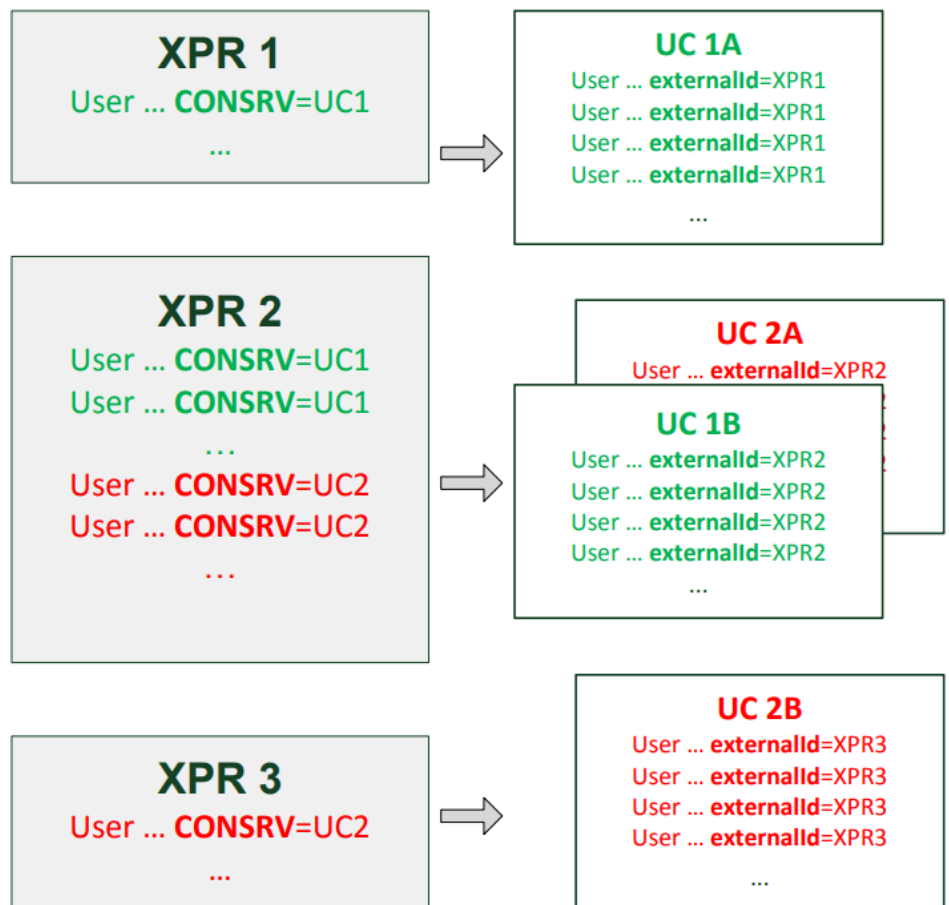 XPR 1
User ... CONSRV=UC1
...
UC 1A
User ... externalId=XPR1
User ... externalId=XPR1
User ... externalId=XPR1
User ... externalId=XPR1
...
XPR 2
User ... CONSRV=UC1
User ... CONSRV=UC1
...
User ... CONSRV=UC2
User ... CONSRV=UC2
...
UC 2A
User ... externalId=XPR2
UC 1B
User ... externalId=XPR2
User ... externalId=XPR2
User ... externalId=XPR2
User ... externalId=XPR2
...
XPR 3
User ... CONSRV=UC2
...
UC 2B
User ... externalId=XPR3
User ... externalId=XPR3
User ... externalId=XPR3
User ... externalId=XPR3
...